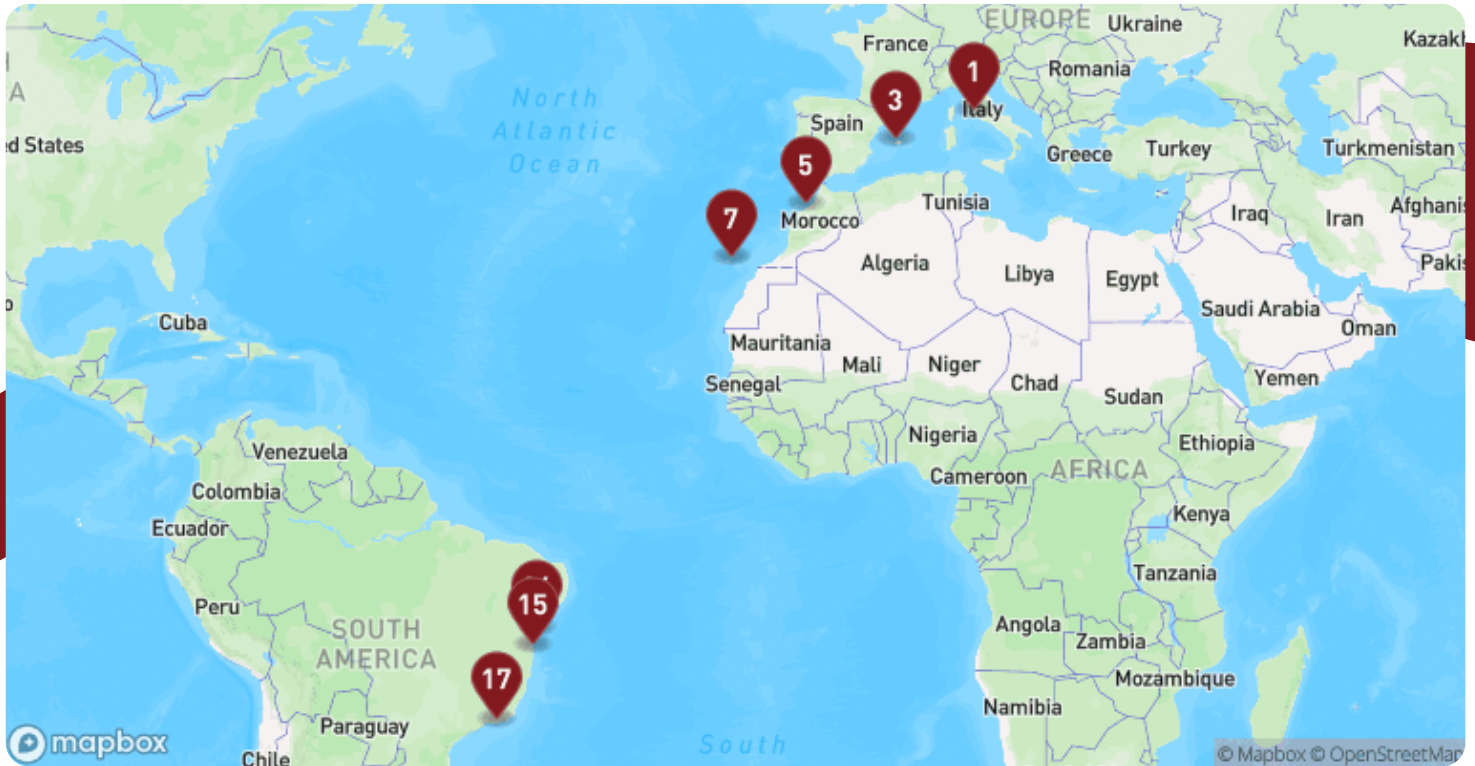 EUROPE
Ukraine
France
Kazakh
H
A
1
Romania
3
Italy
North
Atlantic
Ocean
Spain
d States
Greece
Turkey
Turkmenistan
5
Tunisia
Iraq
Iran
Afghanis
7
Morocco
Algeria
Libya
Egypt
Pakis
o
Cuba
Saudi Arabia
Oman
Mauritania
Mali
Niger
Senegal
Chad
Sudan
Yemen
Nigeria
Ethiopia
Venezuela
Cameroon
AFRICA
Colombia
Ecuador
Kenya
Tanzania
15
Peru
SOUTH
AMERICA
Angola
Zambia
17
Mozambique
Namibia
Paraguay
South
mapbox
Chile
© Mapbox © OpenStreetMap